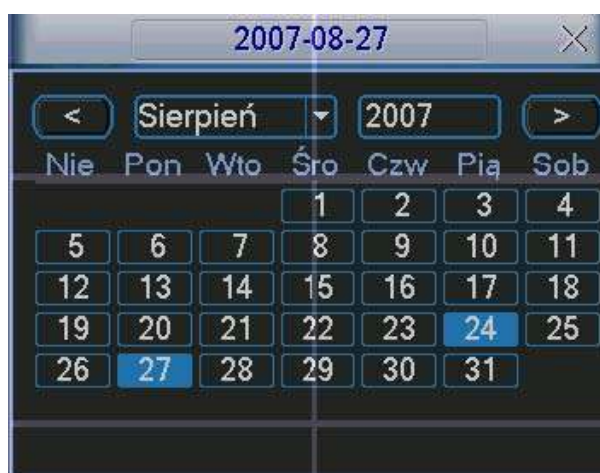 2007-08-27
< Sierpień 2007 >
Nie Pon Wto Śro Czw Pią Sob
1 2 3 4
5 6 7 8 9 10 11
12 13 14 15 16 17 18
19 20 21 22 23 24 25
26 27 28 29 30 31